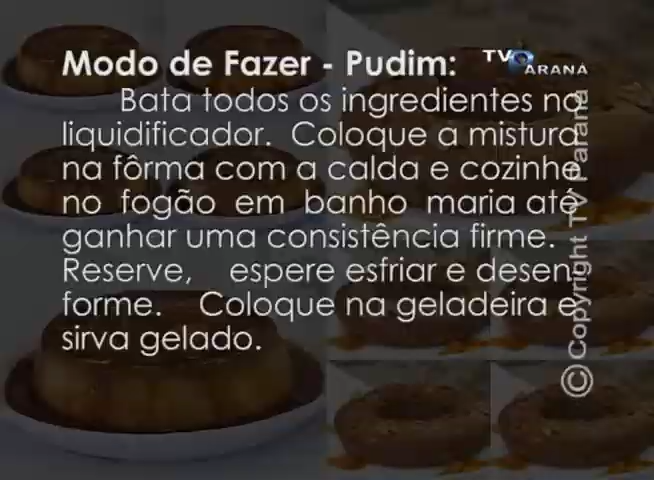 Modo de Fazer - Pudim:
TV PARANÁ
Bata todos os ingredientes no
liquidificador. Coloque a mistura
na fôrma com a calda e cozinhe
no fogão em banho maria até
ganhar uma consistência firme.
Reserve, espere esfriar e desen-
forme. Coloque na geladeira e
sirva gelado.
©Copyright TV Paraná